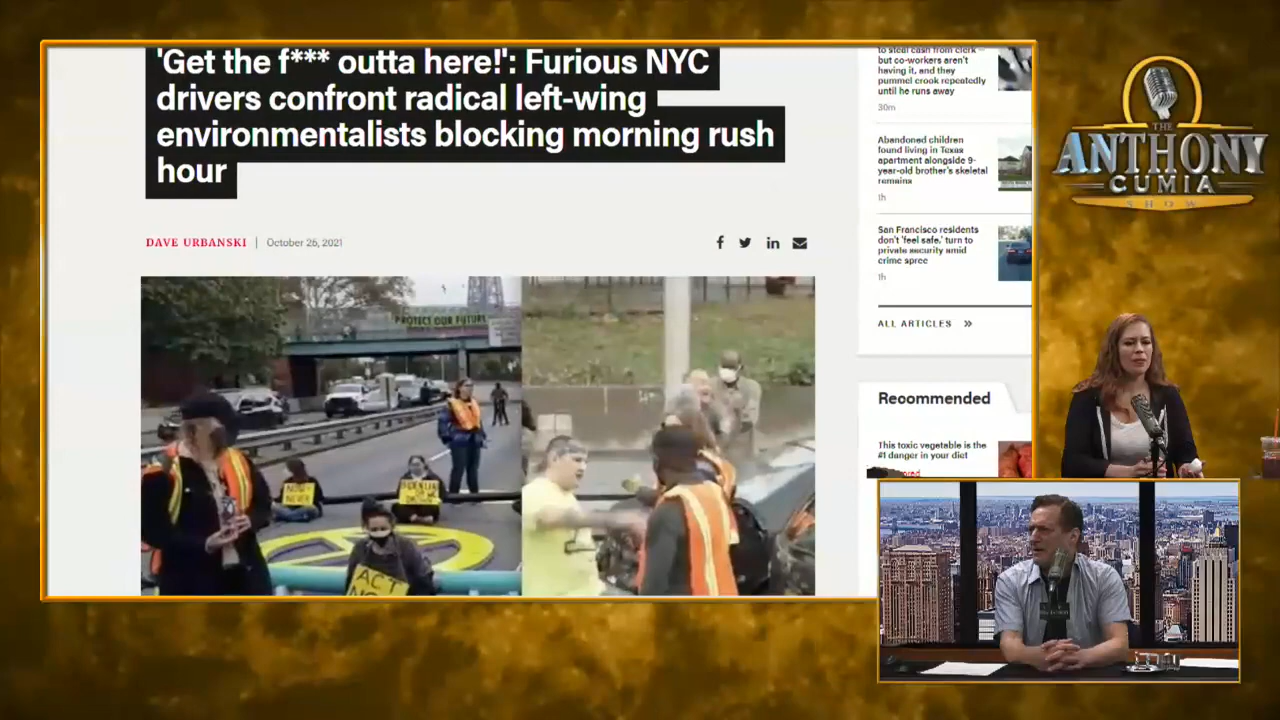 'Get the f*** outta here!': Furious NYC
drivers confront radical left-wing
environmentalists blocking morning rush
hour
DAVE URBANSKI | October 26, 2021
PROTECT OUR FUTURE
ACT
to steal cash from clerk —
but co-workers aren't
having it, and they
pummel crook repeatedly
until he runs away
30m
Abandoned children
found living in Texas
apartment alongside 9-
year-old brother's skeletal
remains
1h
San Francisco residents
don't 'feel safe,' turn to
private security amid
crime spree
1h
ALL ARTICLES »
Recommended
This toxic vegetable is the
#1 danger in your diet
THE
ANTHONY
CUMIA
SHOW